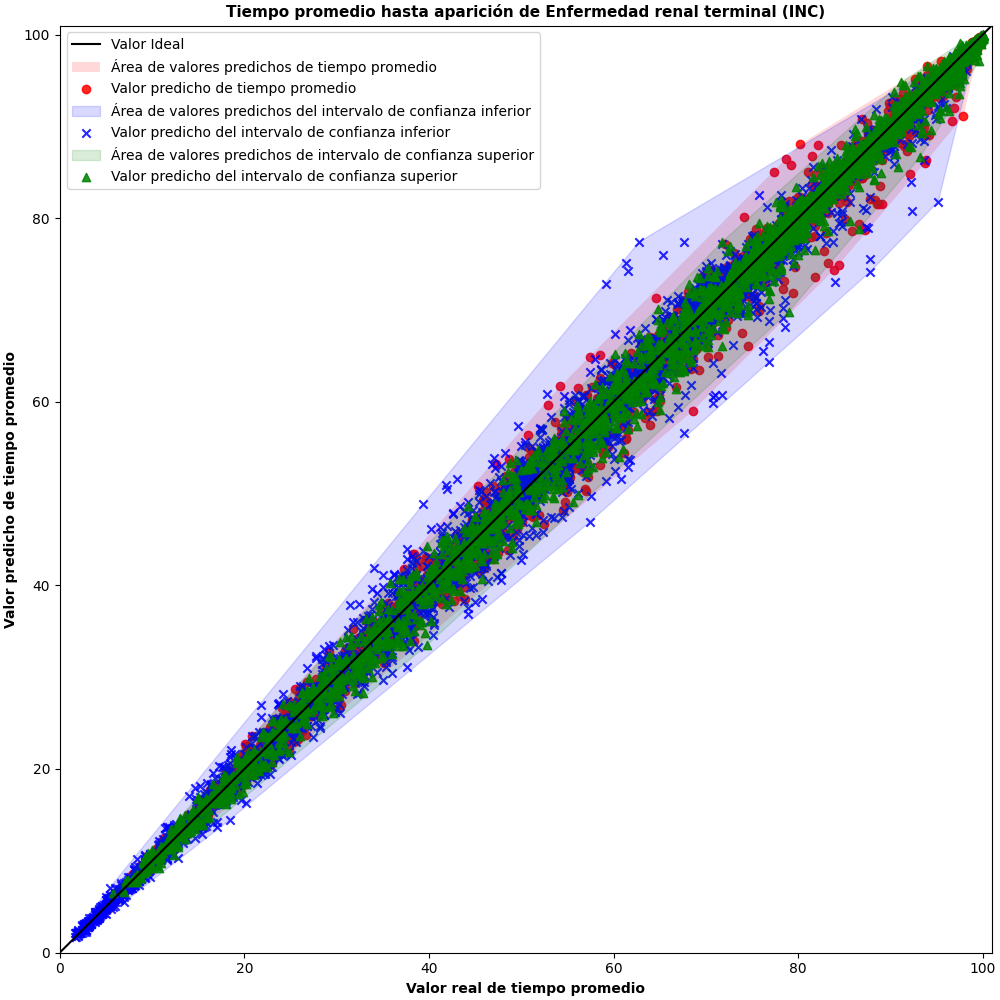 Tiempo promedio hasta aparición de Enfermedad renal terminal (INC)
Valor Ideal
Área de valores predichos de tiempo promedio
Valor predicho de tiempo promedio
Área de valores predichos del intervalo de confianza inferior
Valor predicho del intervalo de confianza inferior
Área de valores predichos de intervalo de confianza superior
Valor predicho del intervalo de confianza superior
Valor predicho de tiempo promedio
100
80
60
40
20
0
0 20 40 60 80 100
Valor real de tiempo promedio